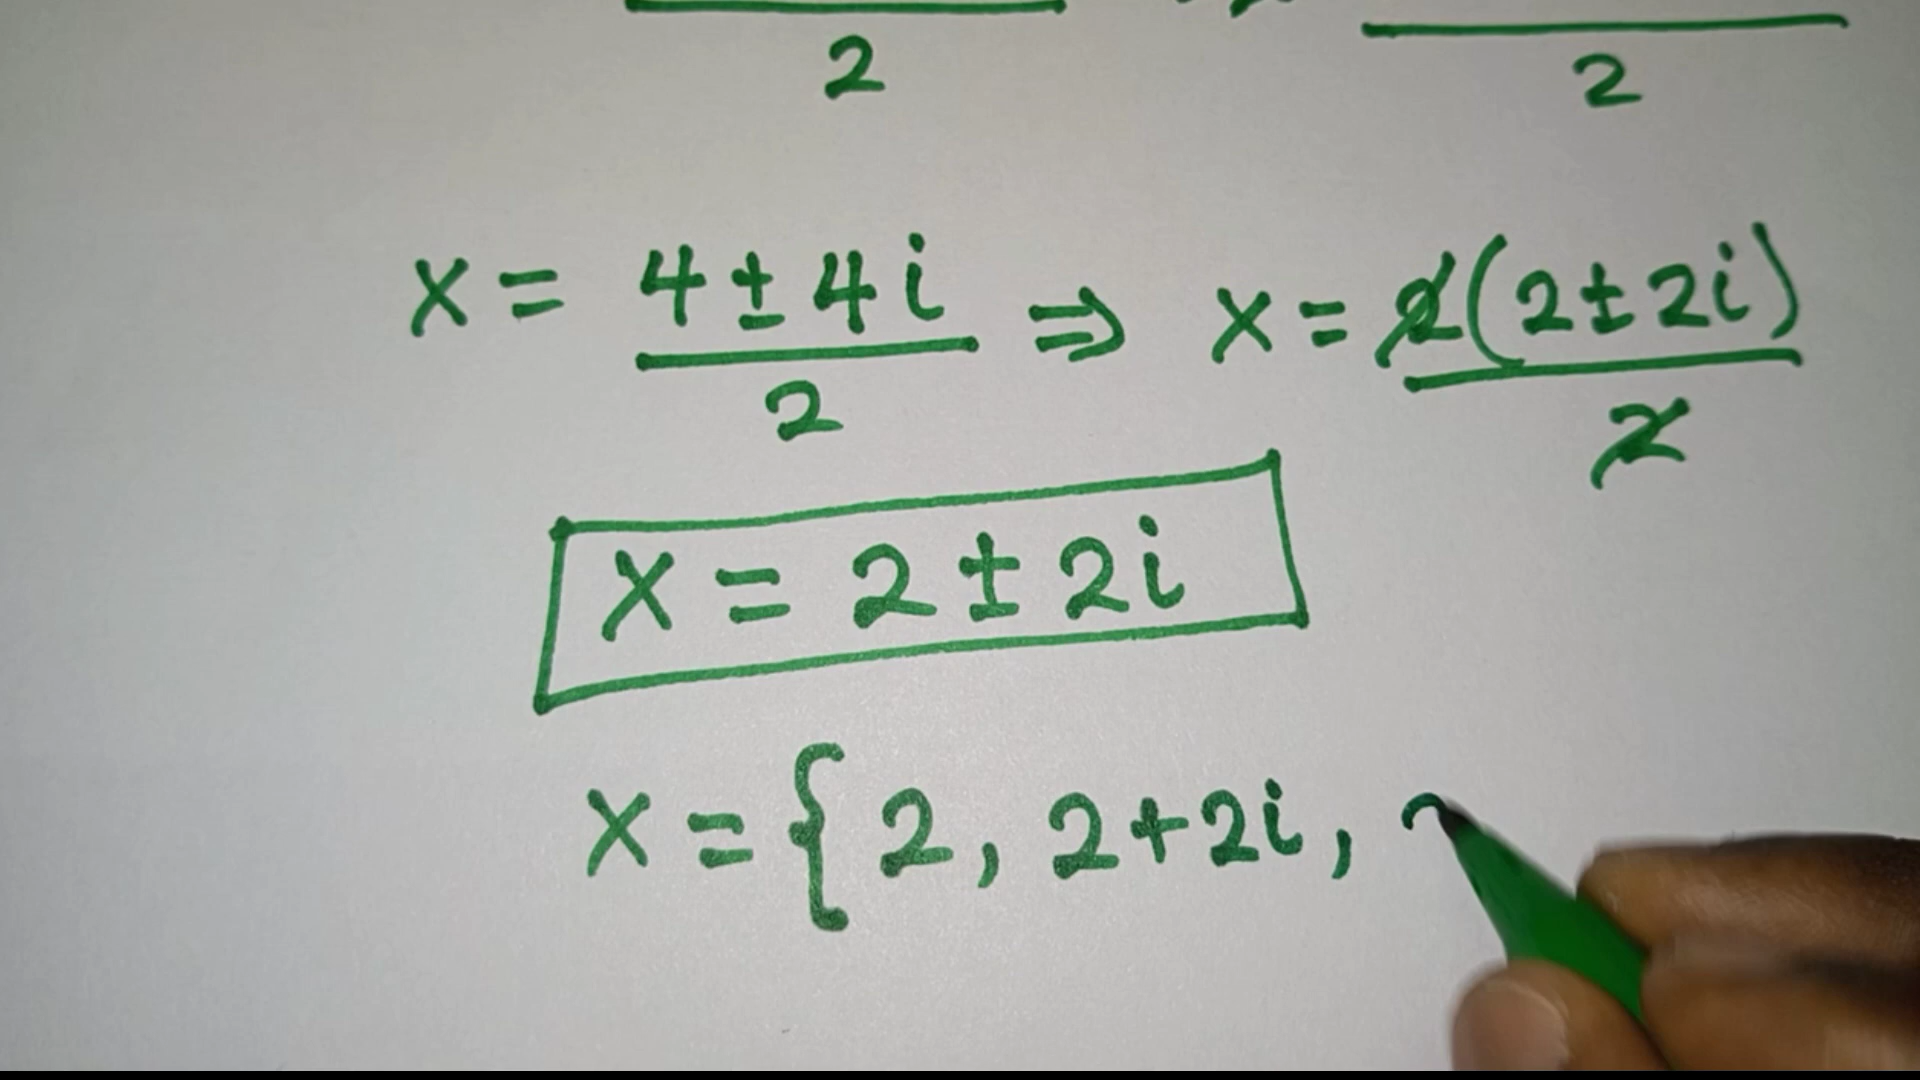 2 2
x = 4 ± 4i / 2 ⇒ x = 2(2 ± 2i) / 2
x = 2 ± 2i
x = { 2, 2+2i,